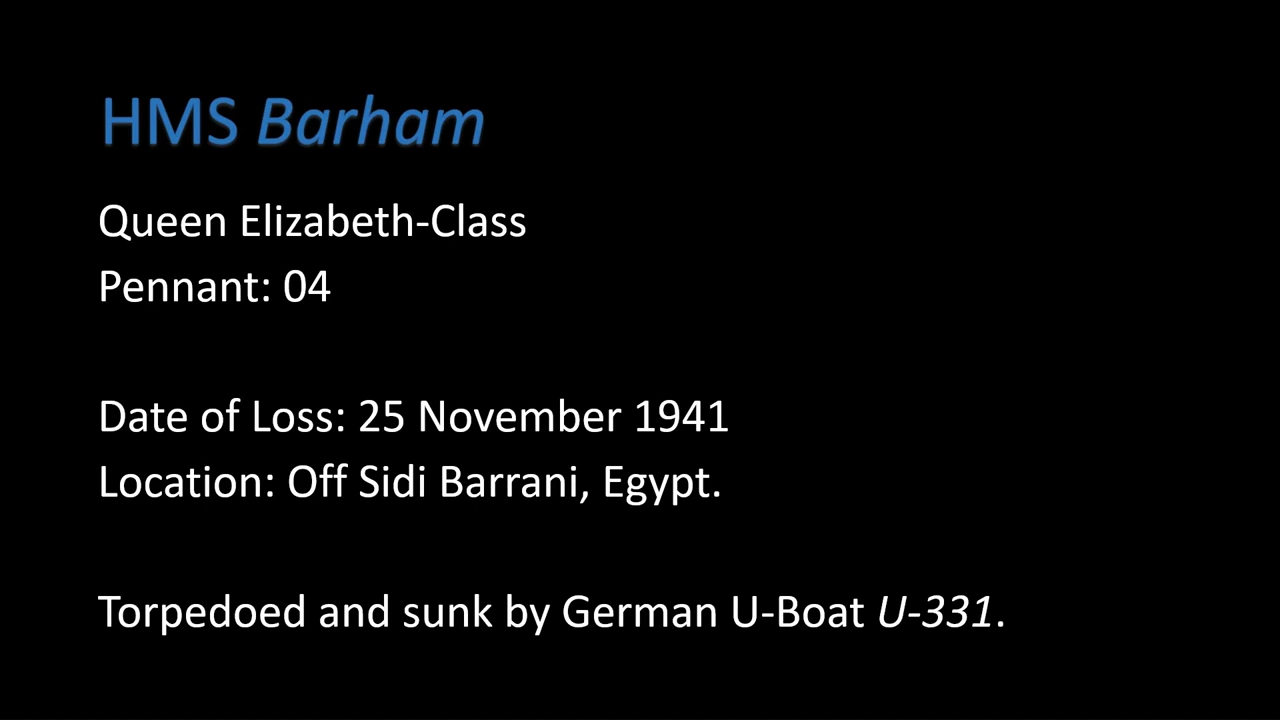 HMS Barham
Queen Elizabeth-Class
Pennant: 04
Date of Loss: 25 November 1941
Location: Off Sidi Barrani, Egypt.
Torpedoed and sunk by German U-Boat U-331.